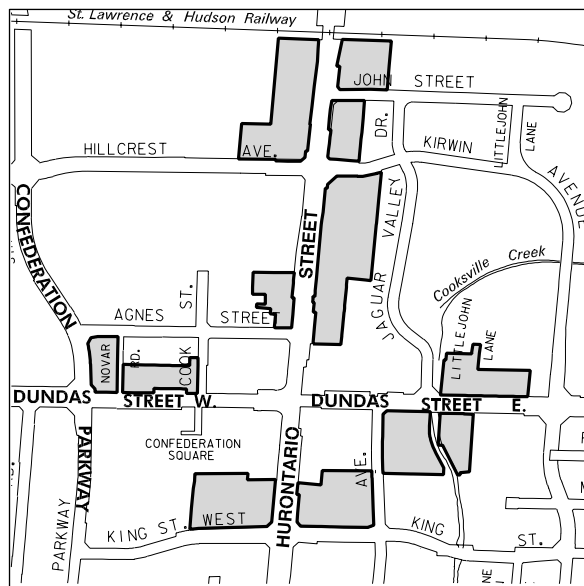 St. Lawrence & Hudson Railway
JOHN STREET
HILLCREST AVE.
DR.
KIRWIN
LITTLEJOHN
LANE
AVENUE
CONFEDERATION
STREET
JAGUAR VALLEY
Cooksville Creek
AGNES STREET
ST.
COOK
NOVAR
RD.
LITTLEJOHN
LANE
DUNDAS STREET W.
DUNDAS STREET E.
CONFEDERATION
SQUARE
PARKWAY
HURONTARIO
AVE.
PARKWAY
KING ST. WEST
KING ST.
NE